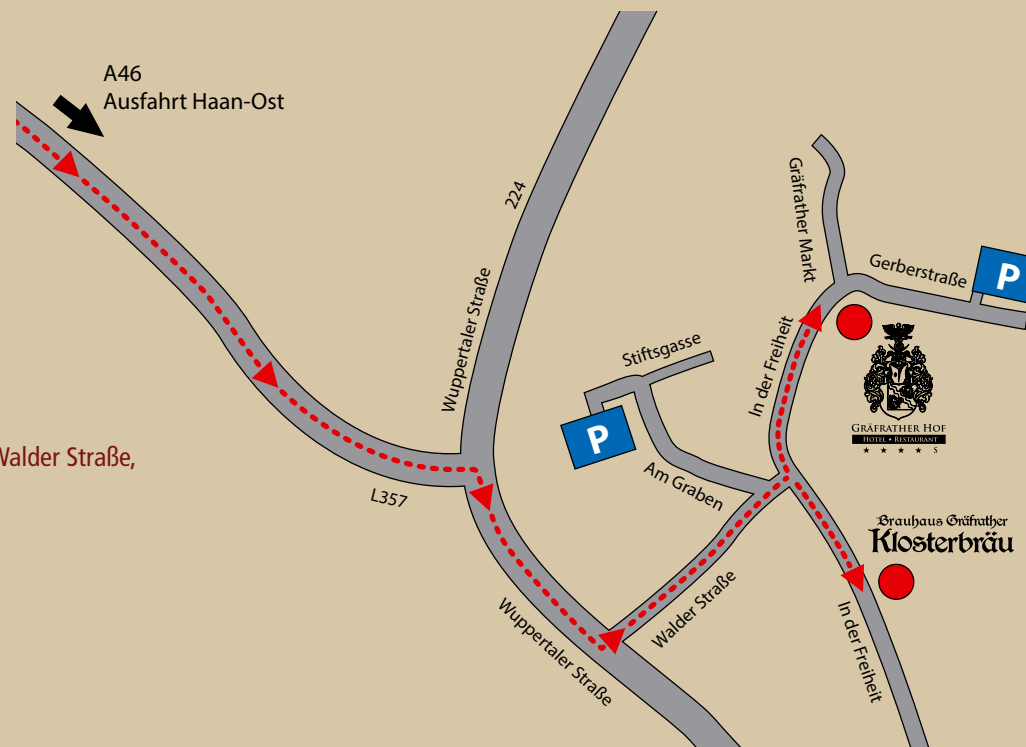 A46
Ausfahrt Haan-Ost
224
Wuppertaler Straße
Gräfrather Markt
Gerberstraße
P
In der Freiheit
Stiftsgasse
P
GRÄFRATHER HOF
HOTEL • RESTAURANT
★ ★ ★ ★ S
Walder Straße,
L357
Am Graben
Brauhaus Gräfrather
Klosterbräu
Walder Straße
Wuppertaler Straße
In der Freiheit